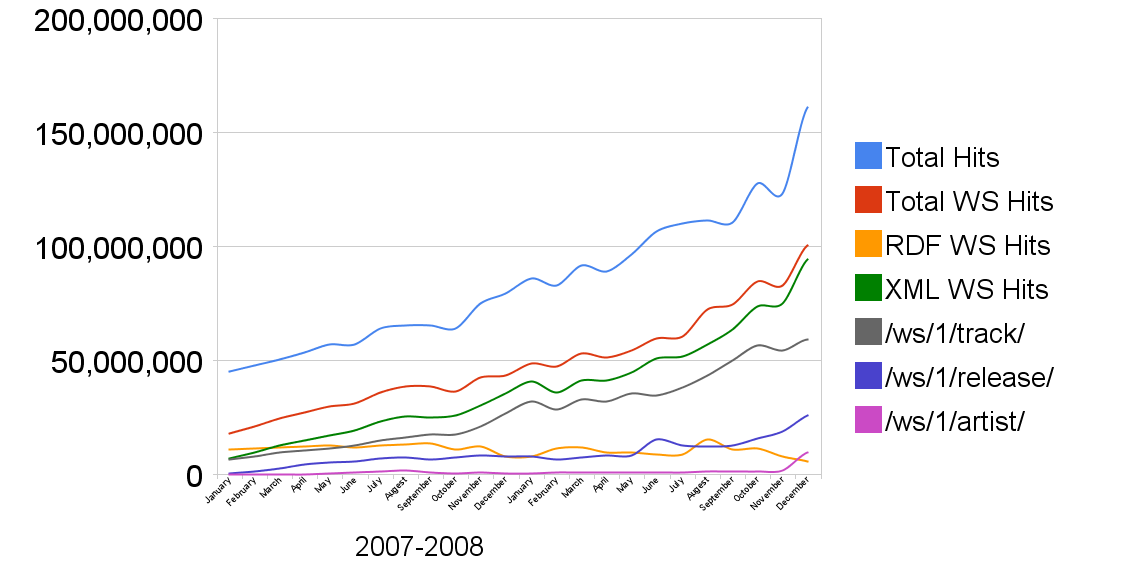 200,000,000
150,000,000
100,000,000
50,000,000
0
Total Hits
Total WS Hits
RDF WS Hits
XML WS Hits
/ws/1/track/
/ws/1/release/
/ws/1/artist/
January
February
March
April
May
June
July
Augest
September
October
November
December
January
February
March
April
May
June
July
Augest
September
October
November
December
2007-2008